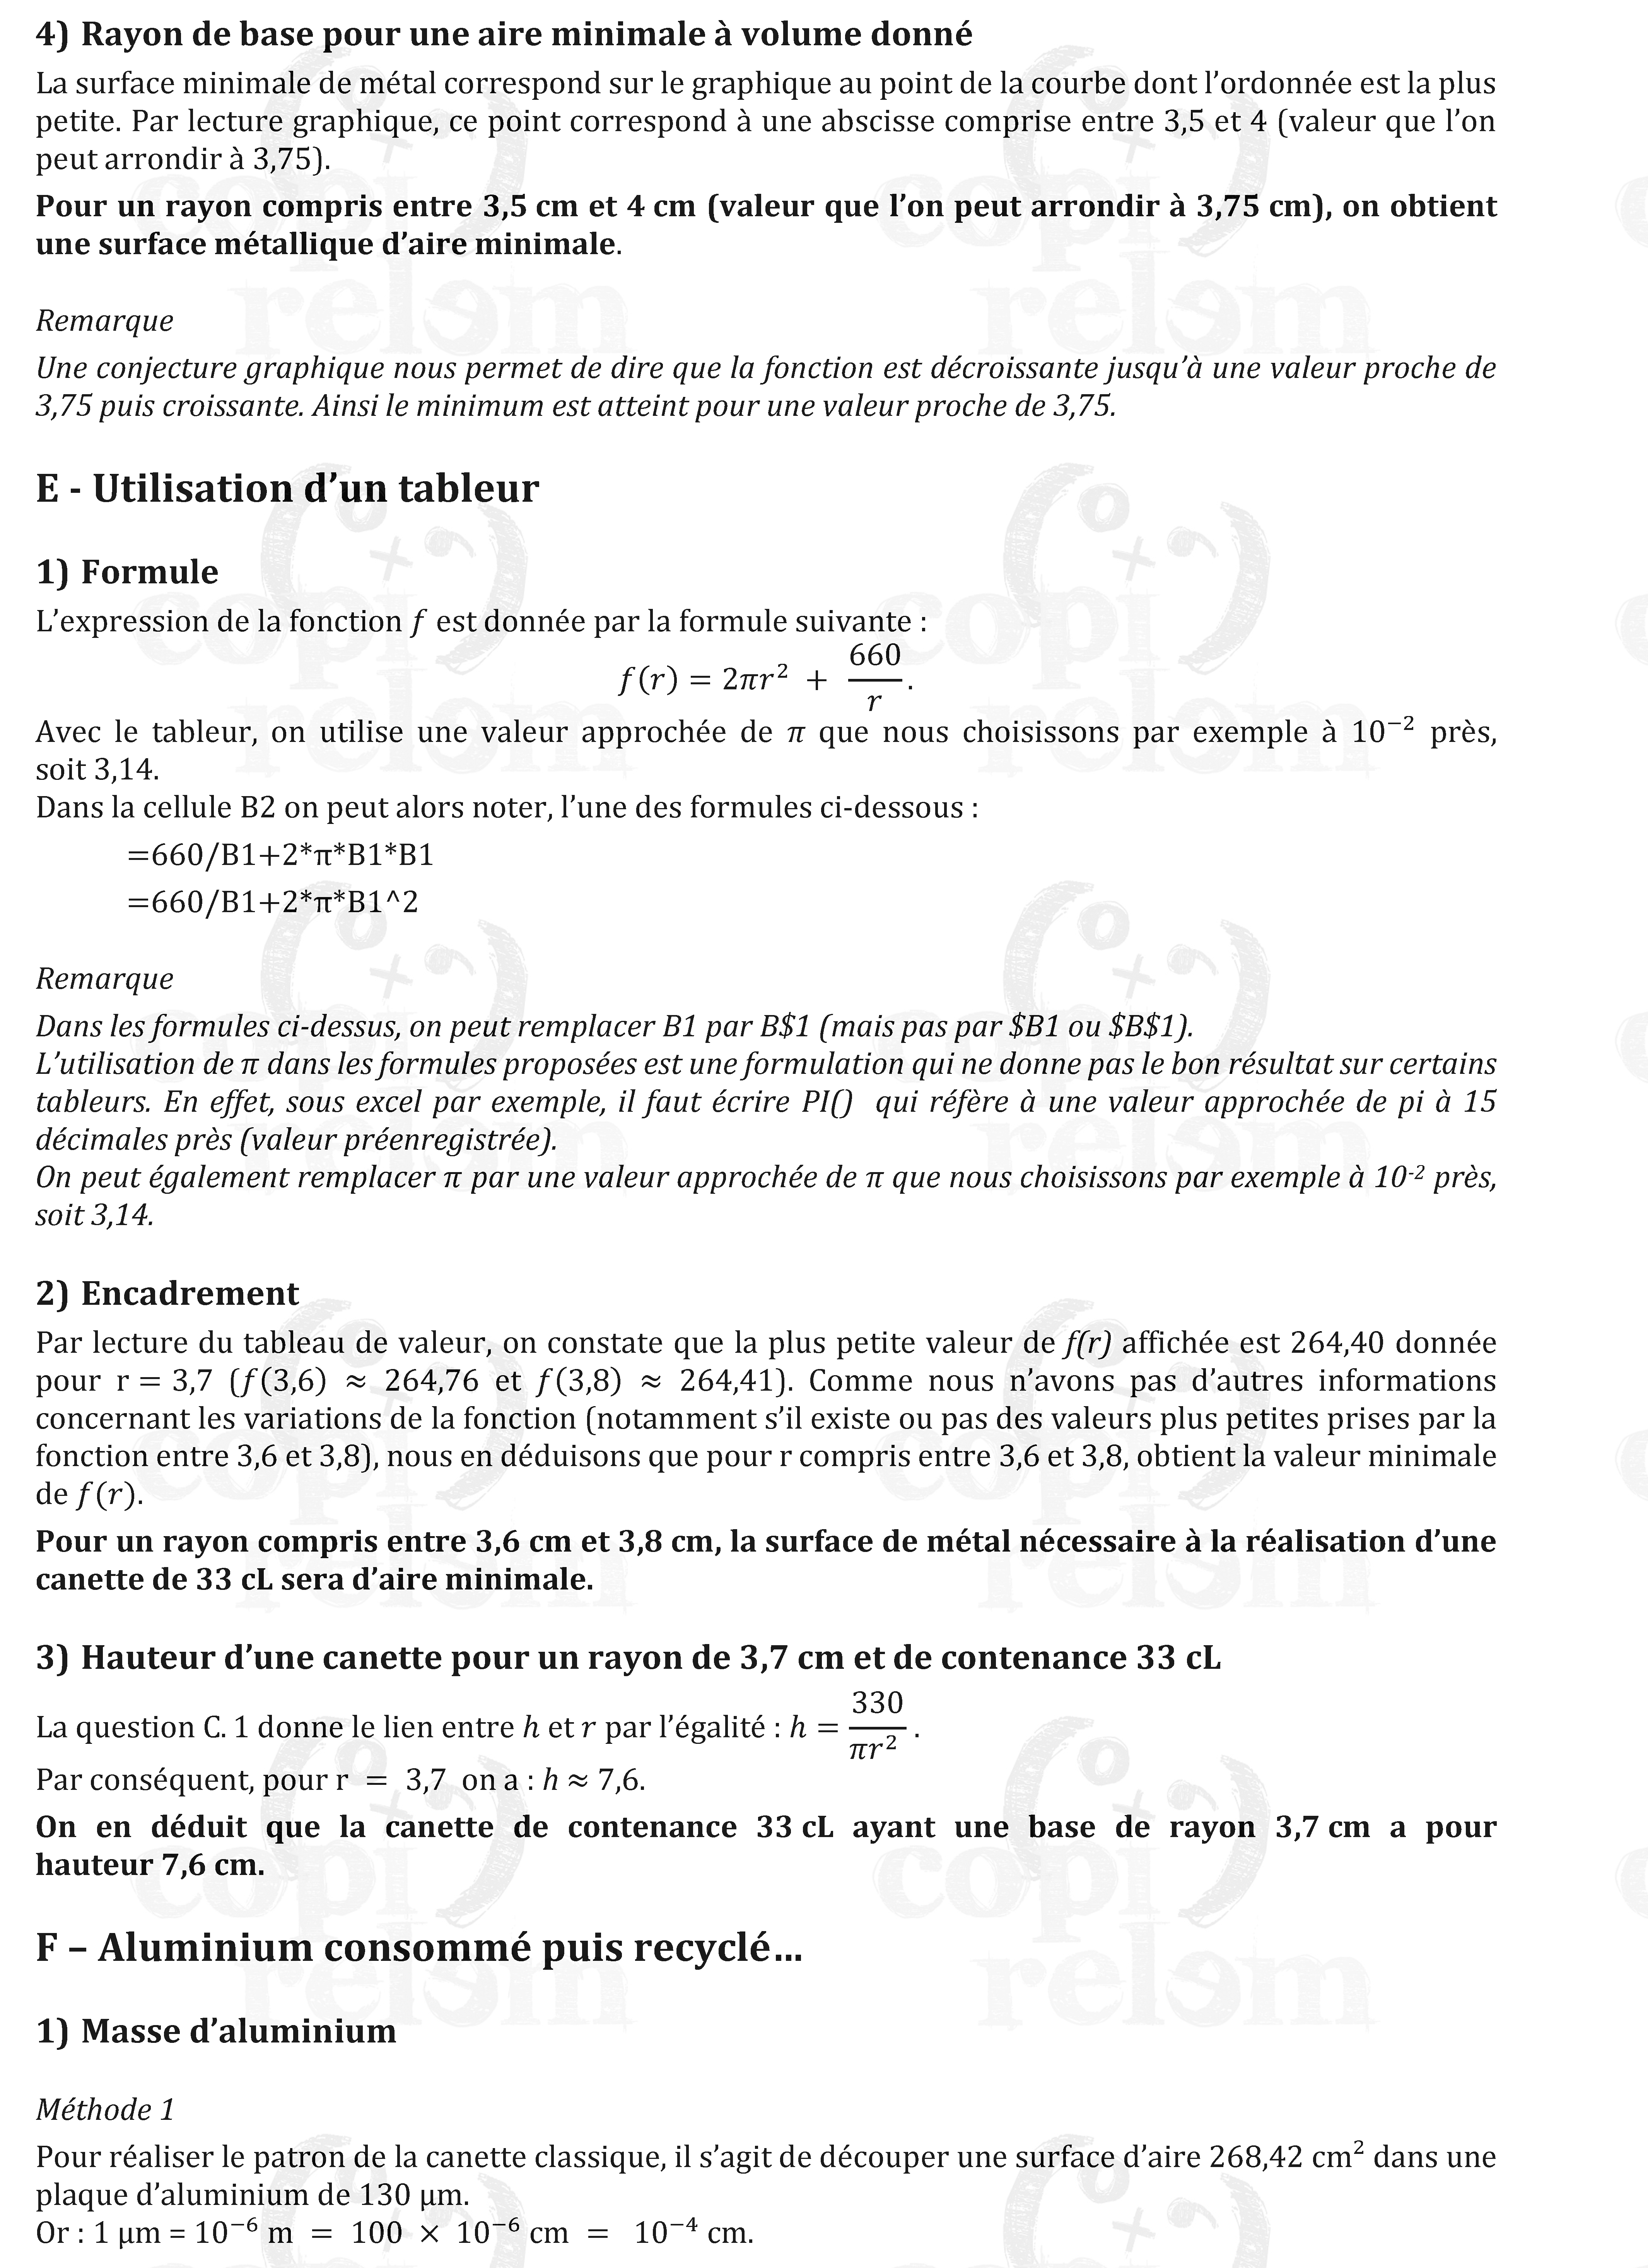 4) Rayon de base pour une aire minimale à volume donné
La surface minimale de métal correspond sur le graphique au point de la courbe dont l’ordonnée est la plus
petite. Par lecture graphique, ce point correspond à une abscisse comprise entre 3,5 et 4 (valeur que l’on
peut arrondir à 3,75).
Pour un rayon compris entre 3,5 cm et 4 cm (valeur que l’on peut arrondir à 3,75 cm), on obtient
une surface métallique d’aire minimale.
Remarque
Une conjecture graphique nous permet de dire que la fonction est décroissante jusqu’à une valeur proche de
3,75 puis croissante. Ainsi le minimum est atteint pour une valeur proche de 3,75.
E - Utilisation d’un tableur
1) Formule
L’expression de la fonction f est donnée par la formule suivante :
f(r) = 2πr² + 660/r.
Avec le tableur, on utilise une valeur approchée de π que nous choisissons par exemple à 10⁻² près,
soit 3,14.
Dans la cellule B2 on peut alors noter, l’une des formules ci-dessous :
=660/B1+2*π*B1*B1
=660/B1+2*π*B1^2
Remarque
Dans les formules ci-dessus, on peut remplacer B1 par B$1 (mais pas par $B1 ou $B$1).
L’utilisation de π dans les formules proposées est une formulation qui ne donne pas le bon résultat sur certains
tableurs. En effet, sous excel par exemple, il faut écrire PI() qui réfère à une valeur approchée de pi à 15
décimales près (valeur préenregistrée).
On peut également remplacer π par une valeur approchée de π que nous choisissons par exemple à 10⁻² près,
soit 3,14.
2) Encadrement
Par lecture du tableau de valeur, on constate que la plus petite valeur de f(r) affichée est 264,40 donnée
pour r = 3,7 (f(3,6) ≈ 264,76 et f(3,8) ≈ 264,41). Comme nous n’avons pas d’autres informations
concernant les variations de la fonction (notamment s’il existe ou pas des valeurs plus petites prises par la
fonction entre 3,6 et 3,8), nous en déduisons que pour r compris entre 3,6 et 3,8, obtient la valeur minimale
de f(r).
Pour un rayon compris entre 3,6 cm et 3,8 cm, la surface de métal nécessaire à la réalisation d’une
canette de 33 cL sera d’aire minimale.
3) Hauteur d’une canette pour un rayon de 3,7 cm et de contenance 33 cL
La question C. 1 donne le lien entre h et r par l’égalité : h = 330/πr² .
Par conséquent, pour r = 3,7 on a : h ≈ 7,6.
On en déduit que la canette de contenance 33 cL ayant une base de rayon 3,7 cm a pour
hauteur 7,6 cm.
F – Aluminium consommé puis recyclé…
1) Masse d’aluminium
Méthode 1
Pour réaliser le patron de la canette classique, il s’agit de découper une surface d’aire 268,42 cm² dans une
plaque d’aluminium de 130 µm.
Or : 1 µm = 10⁻⁶ m = 100 × 10⁻⁶ cm = 10⁻⁴ cm.